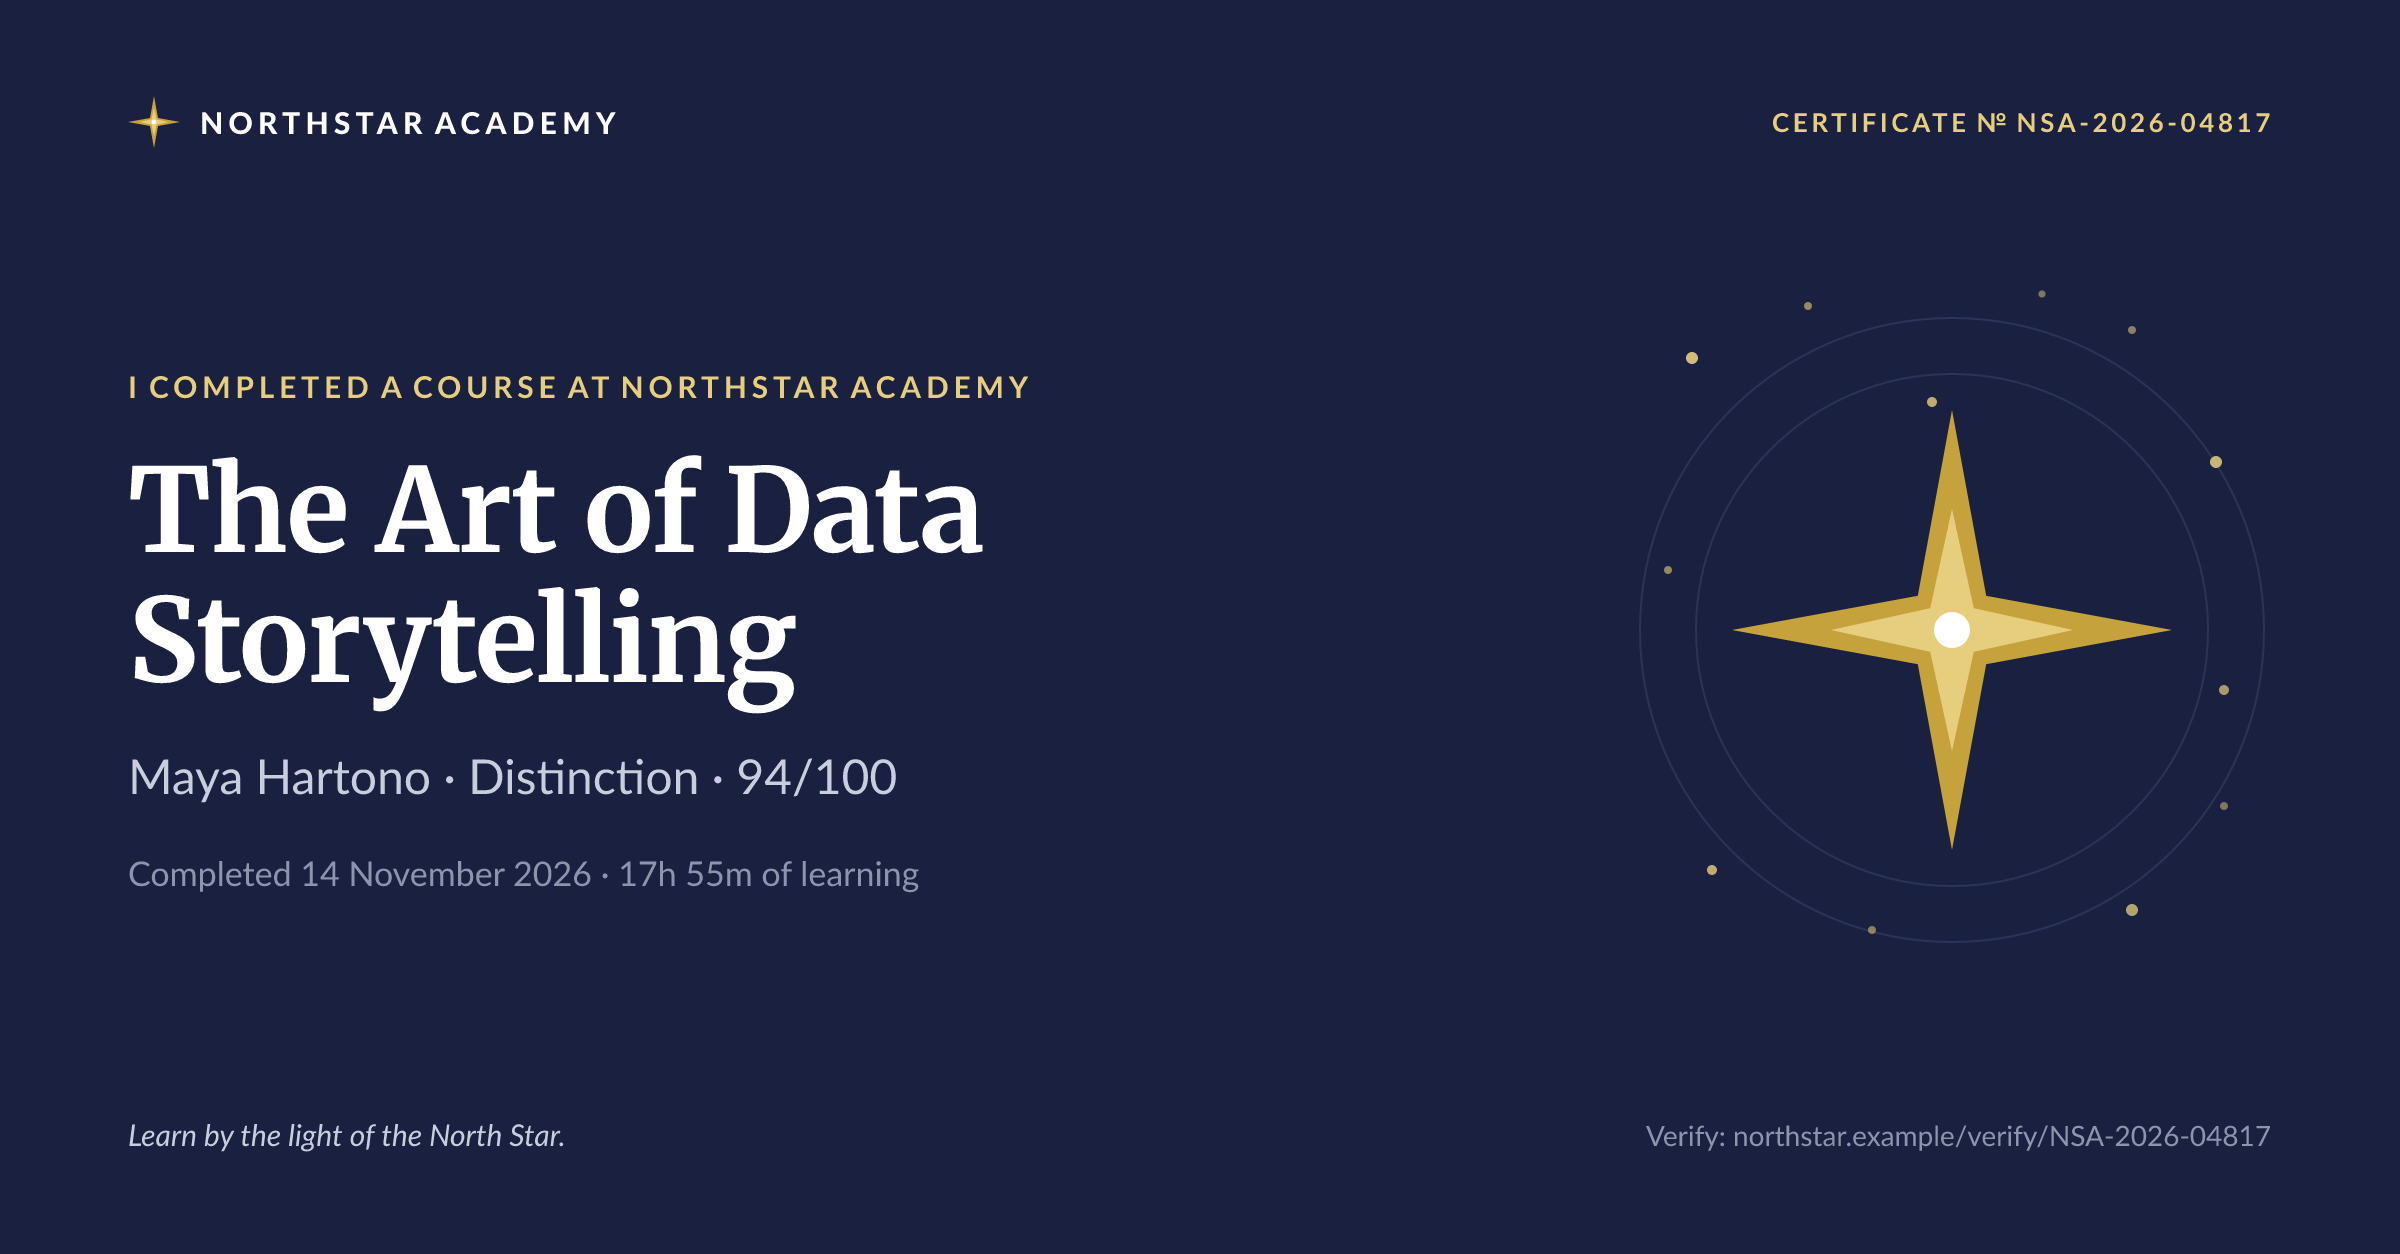 NORTHSTAR ACADEMY
CERTIFICATE № NSA-2026-04817
I COMPLETED A COURSE AT NORTHSTAR ACADEMY
The Art of Data
Storytelling
Maya Hartono · Distinction · 94/100
Completed 14 November 2026 · 17h 55m of learning
Learn by the light of the North Star.
Verify: northstar.example/verify/NSA-2026-04817